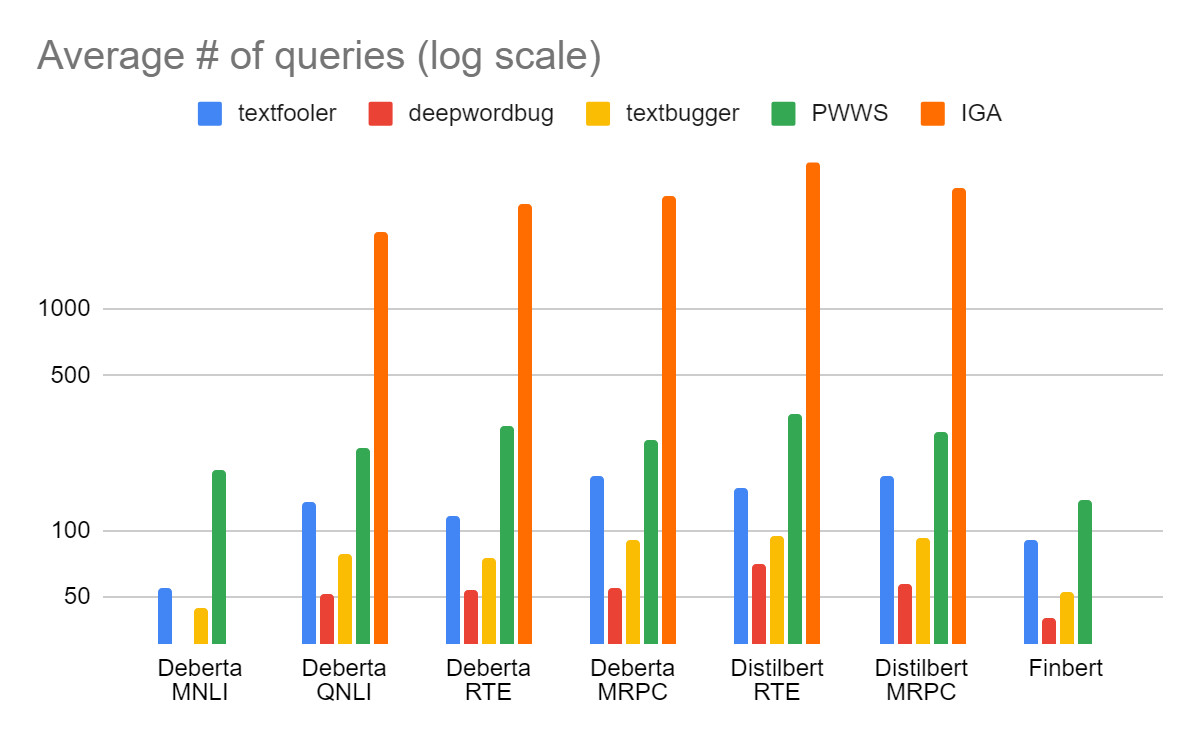 Average # of queries (log scale)
textfooler deepwordbug textbugger PWWS IGA
1000
500
100
50
Deberta MNLI
Deberta QNLI
Deberta RTE
Deberta MRPC
Distilbert RTE
Distilbert MRPC
Finbert